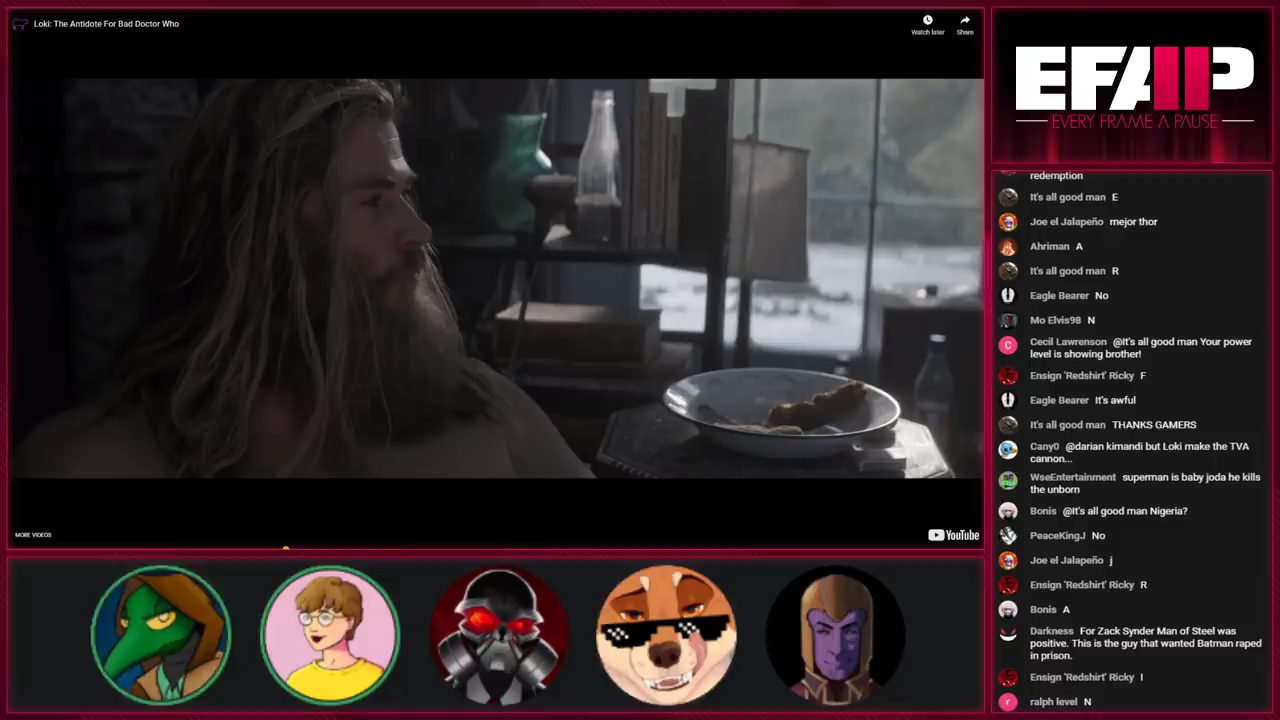 Loki: The Antidote For Bad Doctor Who
Watch later
Share
MORE VIDEOS
YouTube
EFAP
EVERY FRAME A PAUSE
redemption
It's all good man E
Joe el Jalapeño mejor thor
Ahriman A
It's all good man R
Eagle Bearer No
Mo Elvis98 N
C
Cecil Lawrenson @It's all good man Your power
level is showing brother!
Ensign 'Redshirt' Ricky F
Eagle Bearer It's awful
It's all good man THANKS GAMERS
Cany0 @darian kimandi but Loki make the TVA
cannon...
WseEntertainment superman is baby joda he kills
the unborn
Bonis @It's all good man Nigeria?
PeaceKingJ No
Joe el Jalapeño j
Ensign 'Redshirt' Ricky R
Bonis A
Darkness For Zack Synder Man of Steel was
positive. This is the guy that wanted Batman raped
in prison.
Ensign 'Redshirt' Ricky I
r
ralph level N